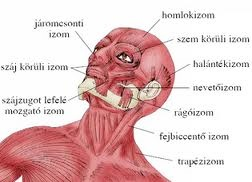 homlokizom
járomcsonti
izom
szem körüli izom
száj körüli izom
halántékizom
nevetőizom
szájzugot lefelé
mozgató izom
rágóizom
fejbiccentő izom
trapézizom